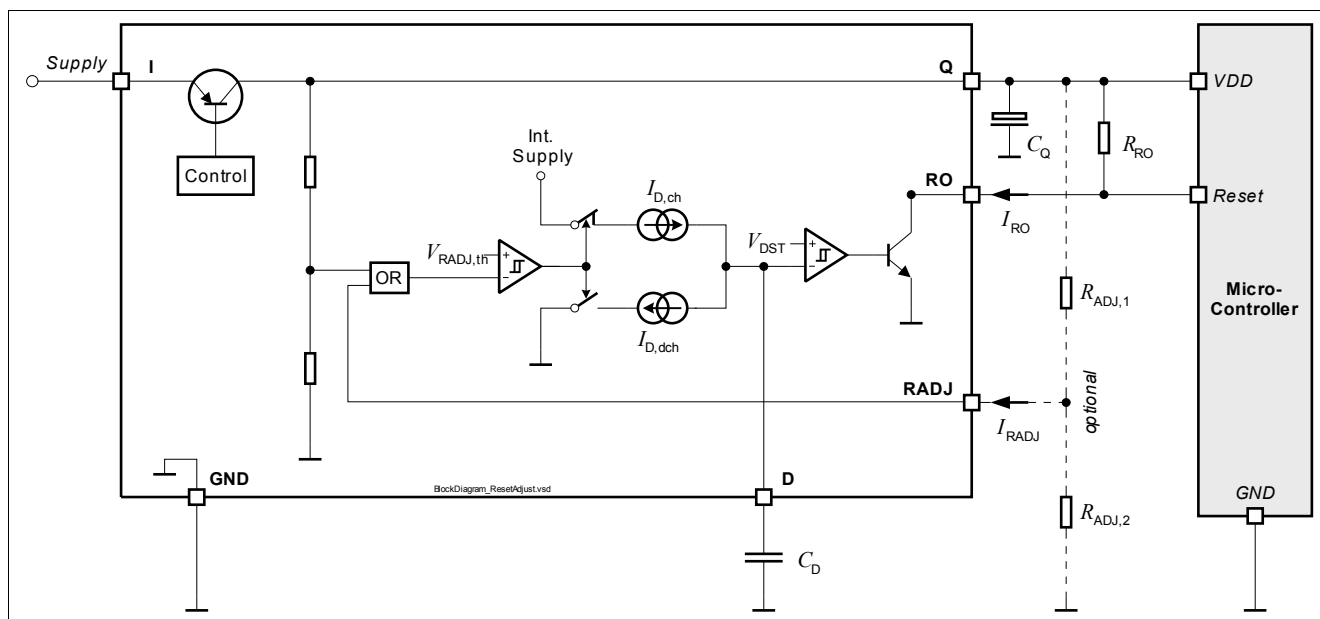 Supply
I
Q
VDD
Int.
Supply
C_Q
R_RO
Control
I_D,ch
RO
Reset
I_RO
V_RADJ,th
+
-
V_DST
+
-
OR
R_ADJ,1
Micro-
Controller
I_D,dch
RADJ
optional
I_RADJ
GND
BlockDiagram_ResetAdjust.vsd
D
GND
R_ADJ,2
C_D